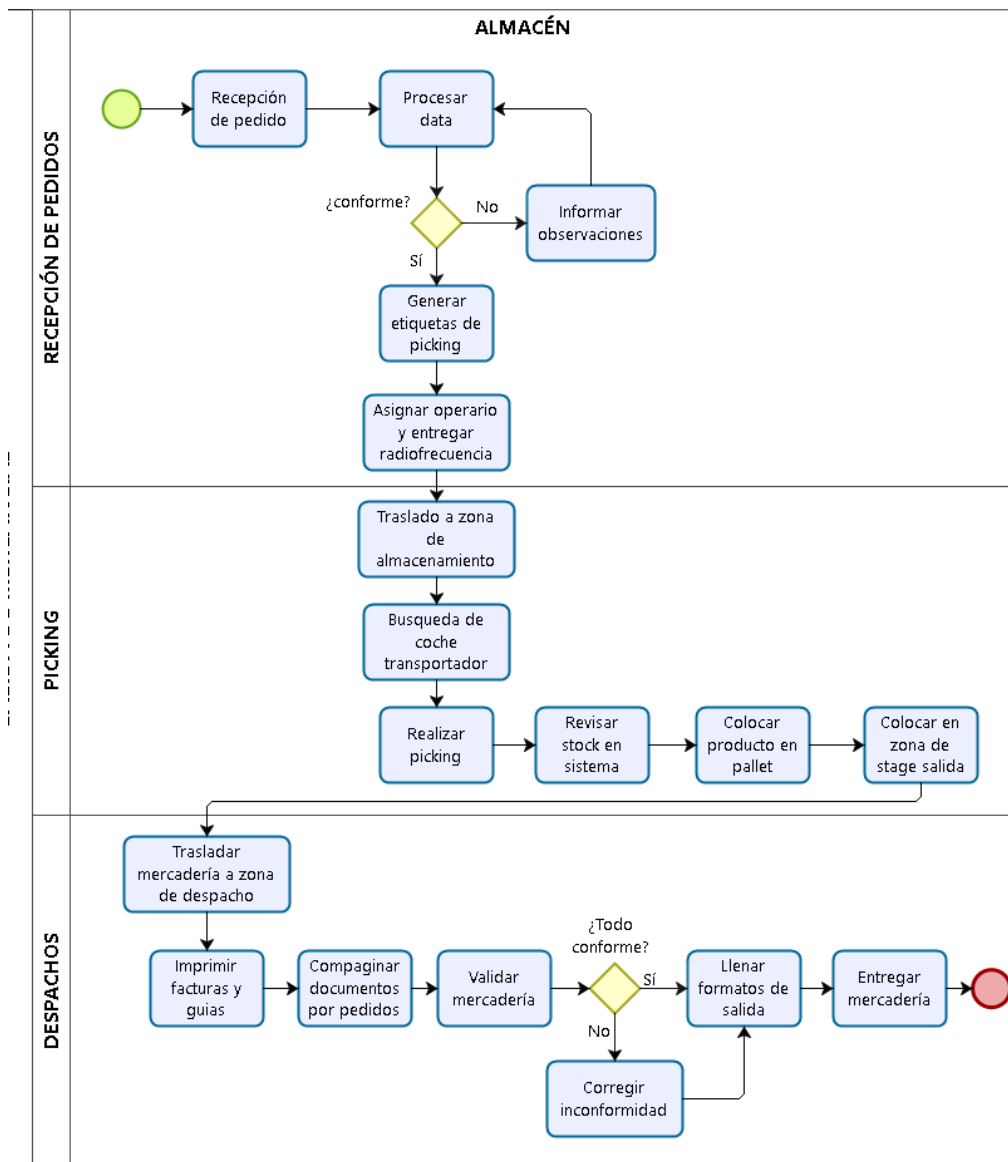 ALMACÉN
RECEPCIÓN DE PEDIDOS
Recepción
de pedido
Procesar
data
¿conforme?
No
Informar
observaciones
Sí
Generar
etiquetas de
picking
Asignar operario
y entregar
radiofrecuencia
PICKING
Traslado a zona
de
almacenamiento
Busqueda de
coche
transportador
Realizar
picking
Revisar
stock en
sistema
Colocar
producto en
pallet
Colocar en
zona de
stage salida
DESPACHOS
Trasladar
mercadería a zona
de despacho
Imprimir
facturas y
guias
Compaginar
documentos
por pedidos
Validar
mercadería
¿Todo
conforme?
Sí
No
Corregir
inconformidad
Llenar
formatos de
salida
Entregar
mercadería